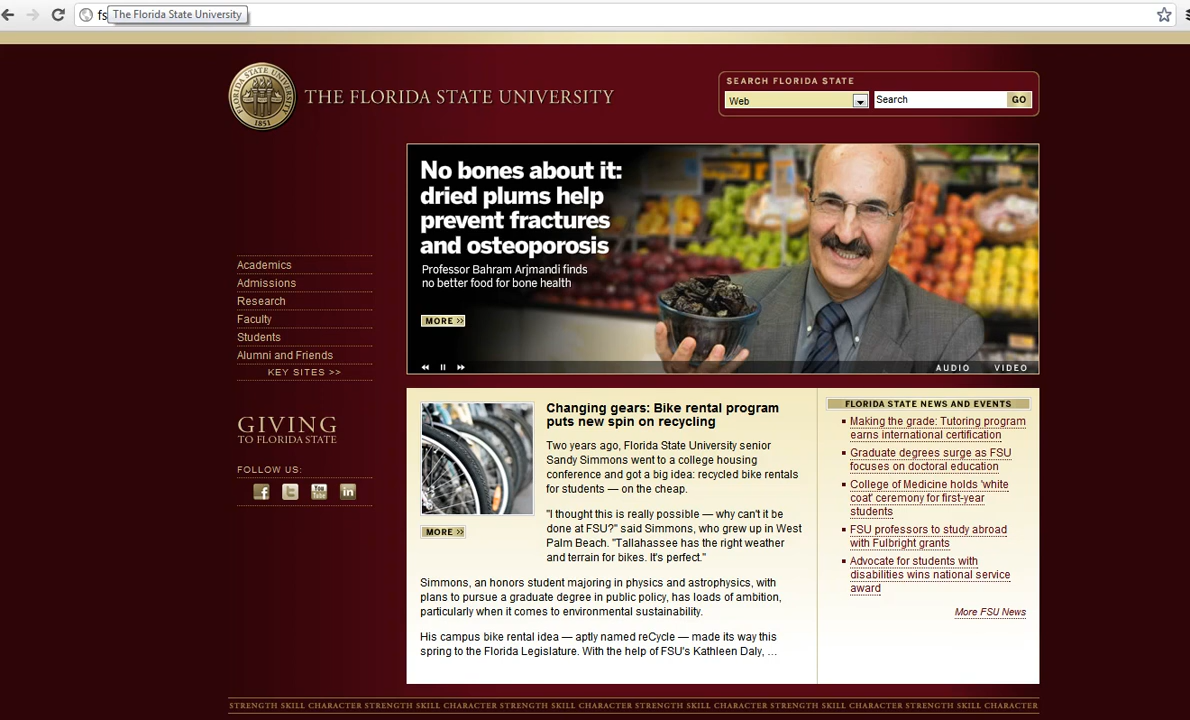 fs
The Florida State University
FLORIDA STATE UNIVERSITY
1851
THE FLORIDA STATE UNIVERSITY
SEARCH FLORIDA STATE
Web
Search
GO
No bones about it:
dried plums help
prevent fractures
and osteoporosis
Professor Bahram Arjmandi finds
no better food for bone health
MORE >>
AUDIO
VIDEO
Academics
Admissions
Research
Faculty
Students
Alumni and Friends
KEY SITES >>
GIVING
TO FLORIDA STATE
FOLLOW US:
f
t
You
Tube
in
Changing gears: Bike rental program
puts new spin on recycling
Two years ago, Florida State University senior
Sandy Simmons went to a college housing
conference and got a big idea: recycled bike rentals
for students — on the cheap.
"I thought this is really possible — why can't it be
done at FSU?" said Simmons, who grew up in West
Palm Beach. "Tallahassee has the right weather
and terrain for bikes. It's perfect."
MORE >>
Simmons, an honors student majoring in physics and astrophysics, with
plans to pursue a graduate degree in public policy, has loads of ambition,
particularly when it comes to environmental sustainability.
His campus bike rental idea — aptly named reCycle — made its way this
spring to the Florida Legislature. With the help of FSU's Kathleen Daly, ...
FLORIDA STATE NEWS AND EVENTS
Making the grade: Tutoring program
earns international certification
Graduate degrees surge as FSU
focuses on doctoral education
College of Medicine holds 'white
coat' ceremony for first-year
students
FSU professors to study abroad
with Fulbright grants
Advocate for students with
disabilities wins national service
award
More FSU News
STRENGTH SKILL CHARACTER STRENGTH SKILL CHARACTER STRENGTH SKILL CHARACTER STRENGTH SKILL CHARACTER STRENGTH SKILL CHARACTER STRENGTH SKILL CHARACTER